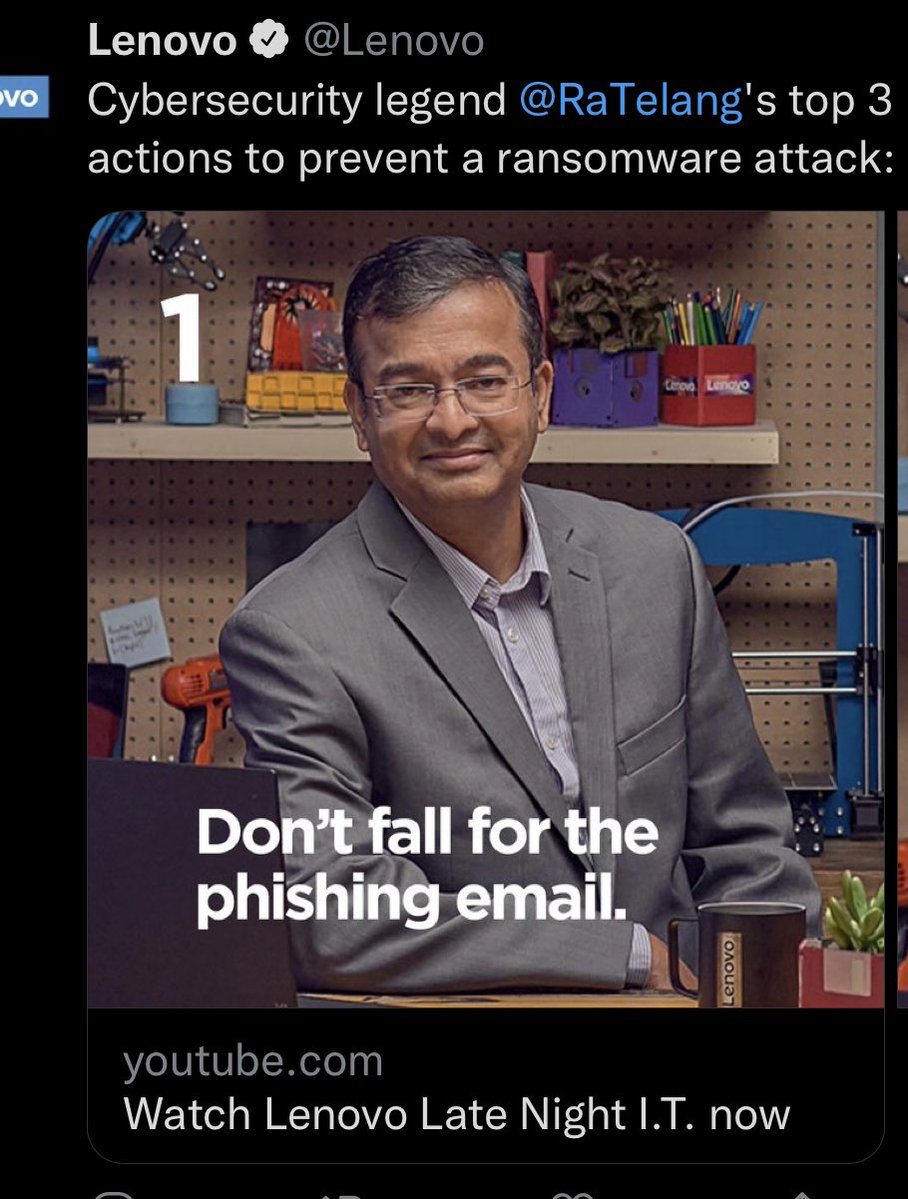 Lenovo @Lenovo
ovo
Cybersecurity legend @RaTelang's top 3
actions to prevent a ransomware attack:
1
Lenovo Lenovo
Don't fall for the
phishing email.
Lenovo
youtube.com
Watch Lenovo Late Night I.T. now